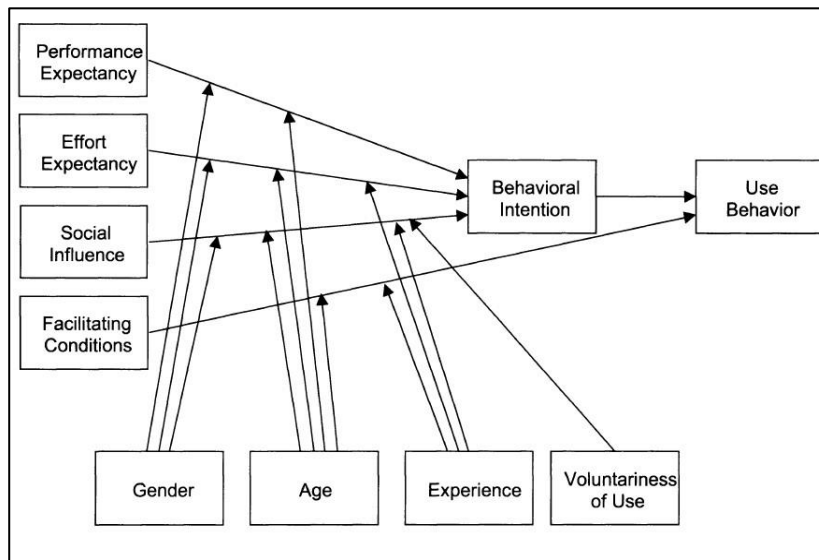 Performance
Expectancy
Effort
Expectancy
Social
Influence
Facilitating
Conditions
Behavioral
Intention
Use
Behavior
Gender
Age
Experience
Voluntariness
of Use